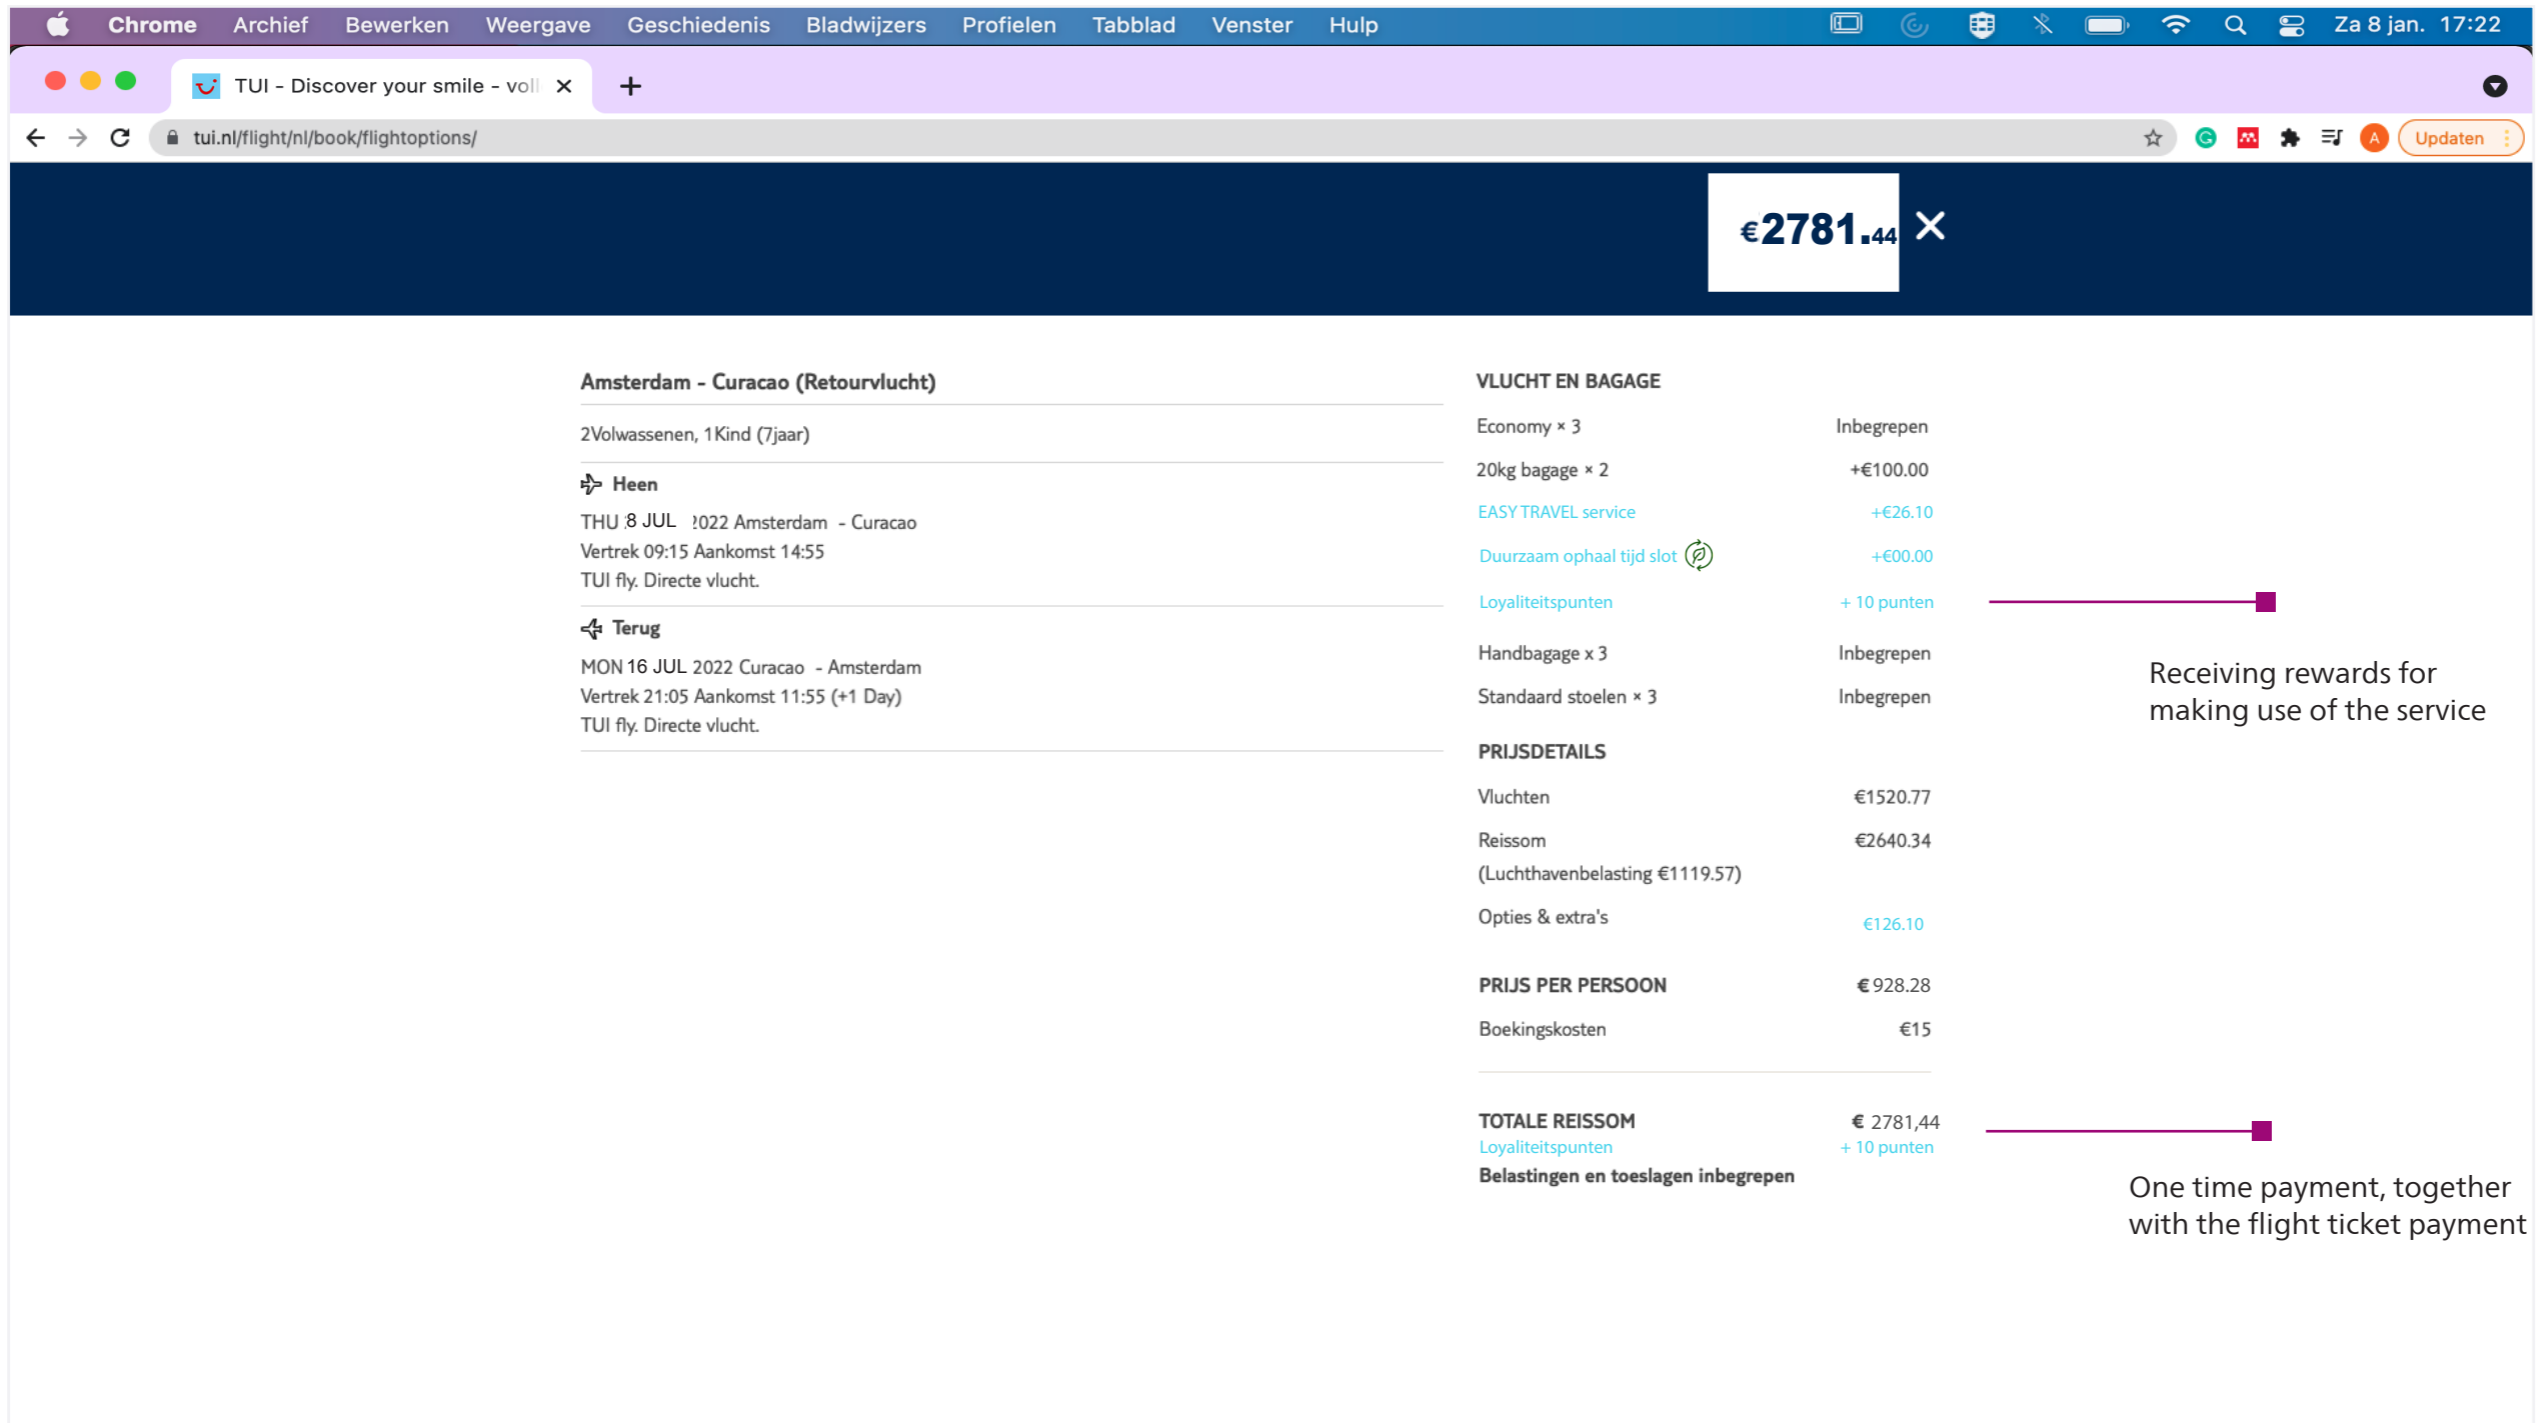 Chrome Archief Bewerken Weergave Geschiedenis Bladwijzers Profielen Tabblad Venster Hulp Za 8 jan. 17:22
TUI - Discover your smile - voll
tui.nl/flight/nl/book/flightoptions/ A Updaten
€2781.44
Amsterdam - Curacao (Retourvlucht)
2Volwassenen, 1Kind (7jaar)
Heen
THU 8 JUL 2022 Amsterdam - Curacao
Vertrek 09:15 Aankomst 14:55
TUI fly. Directe vlucht.
Terug
MON 16 JUL 2022 Curacao - Amsterdam
Vertrek 21:05 Aankomst 11:55 (+1 Day)
TUI fly. Directe vlucht.
VLUCHT EN BAGAGE
Economy × 3 Inbegrepen
20kg bagage × 2 +€100.00
EASY TRAVEL service +€26.10
Duurzaam ophaal tijd slot +€00.00
Loyaliteitspunten + 10 punten
Handbagage x 3 Inbegrepen
Standaard stoelen × 3 Inbegrepen
PRIJSDETAILS
Vluchten €1520.77
Reissom €2640.34
(Luchthavenbelasting €1119.57)
Opties & extra's €126.10
PRIJS PER PERSOON € 928.28
Boekingskosten €15
TOTALE REISSOM € 2781,44
Loyaliteitspunten + 10 punten
Belastingen en toeslagen inbegrepen
Receiving rewards for
making use of the service
One time payment, together
with the flight ticket payment